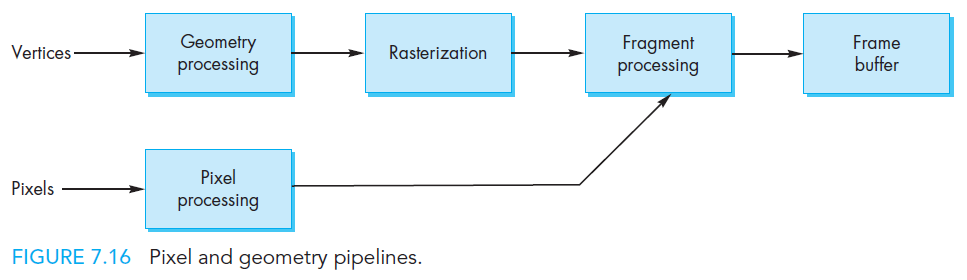 Vertices
Geometry
processing
Rasterization
Fragment
processing
Frame
buffer
Pixels
Pixel
processing
FIGURE 7.16 Pixel and geometry pipelines.